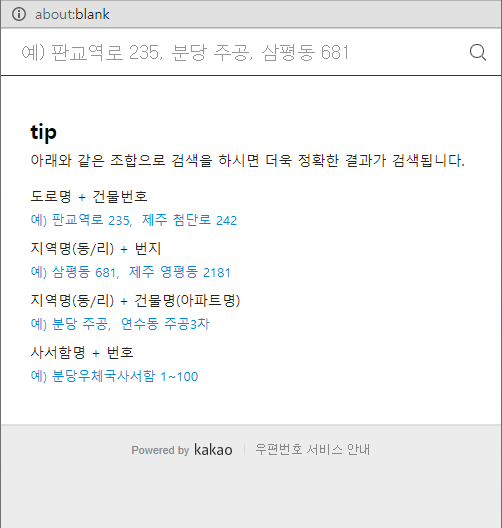 about:blank
예) 판교역로 235, 분당 주공, 삼평동 681
tip
아래와 같은 조합으로 검색을 하시면 더욱 정확한 결과가 검색됩니다.
도로명 + 건물번호
예) 판교역로 235, 제주 첨단로 242
지역명(동/리) + 번지
예) 삼평동 681, 제주 영평동 2181
지역명(동/리) + 건물명(아파트명)
예) 분당 주공, 연수동 주공3차
사서함명 + 번호
예) 분당우체국사서함 1~100
Powered by kakao 우편번호 서비스 안내